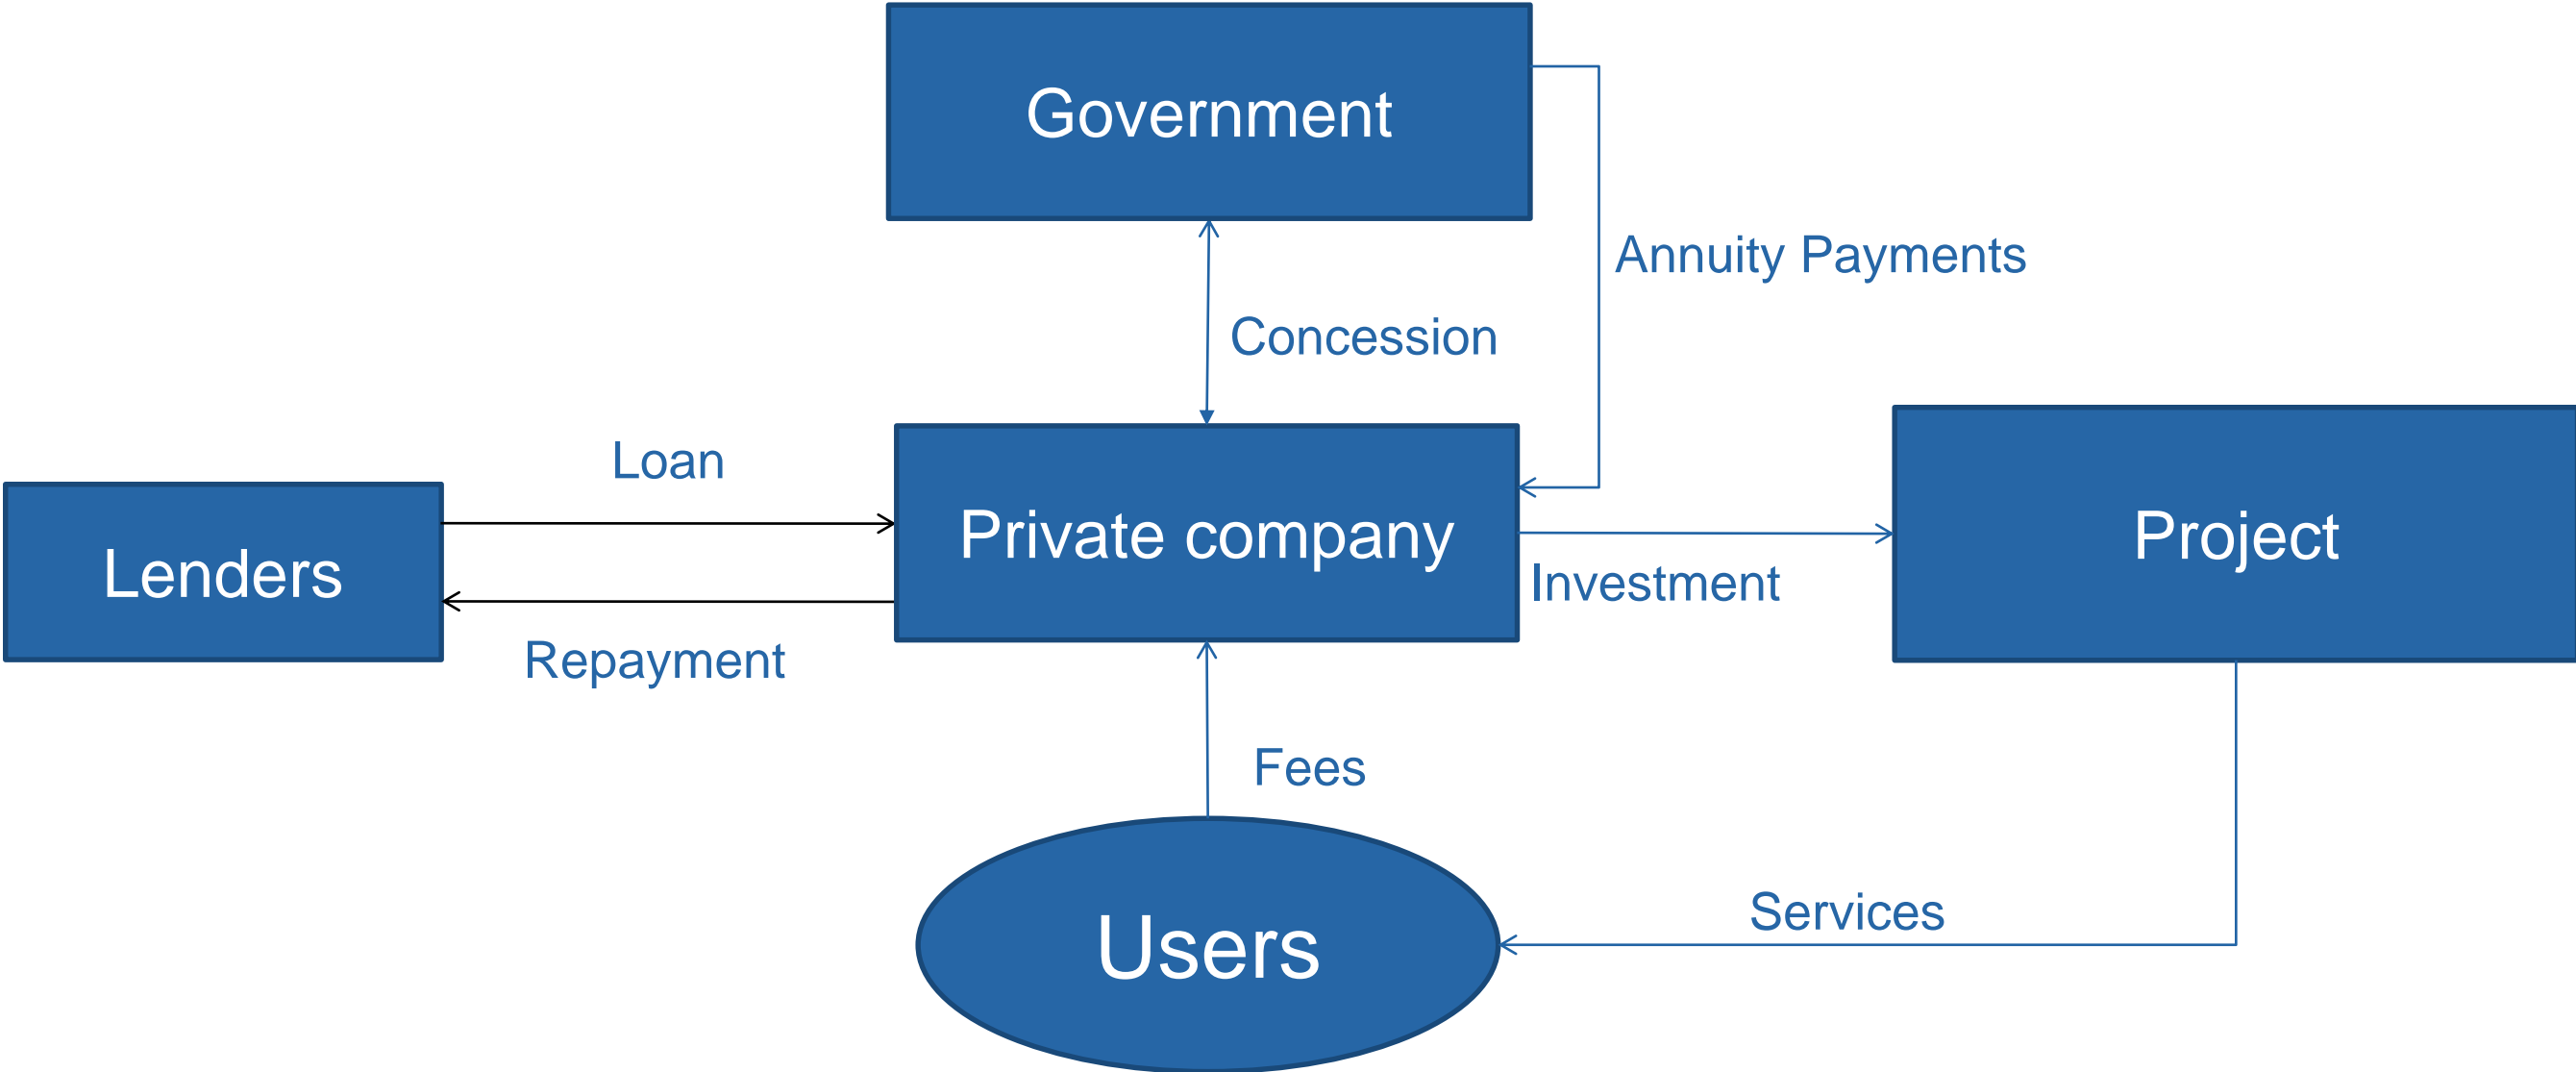 Government
Annuity Payments
Concession
Loan
Private company
Project
Lenders
Investment
Repayment
Fees
Services
Users